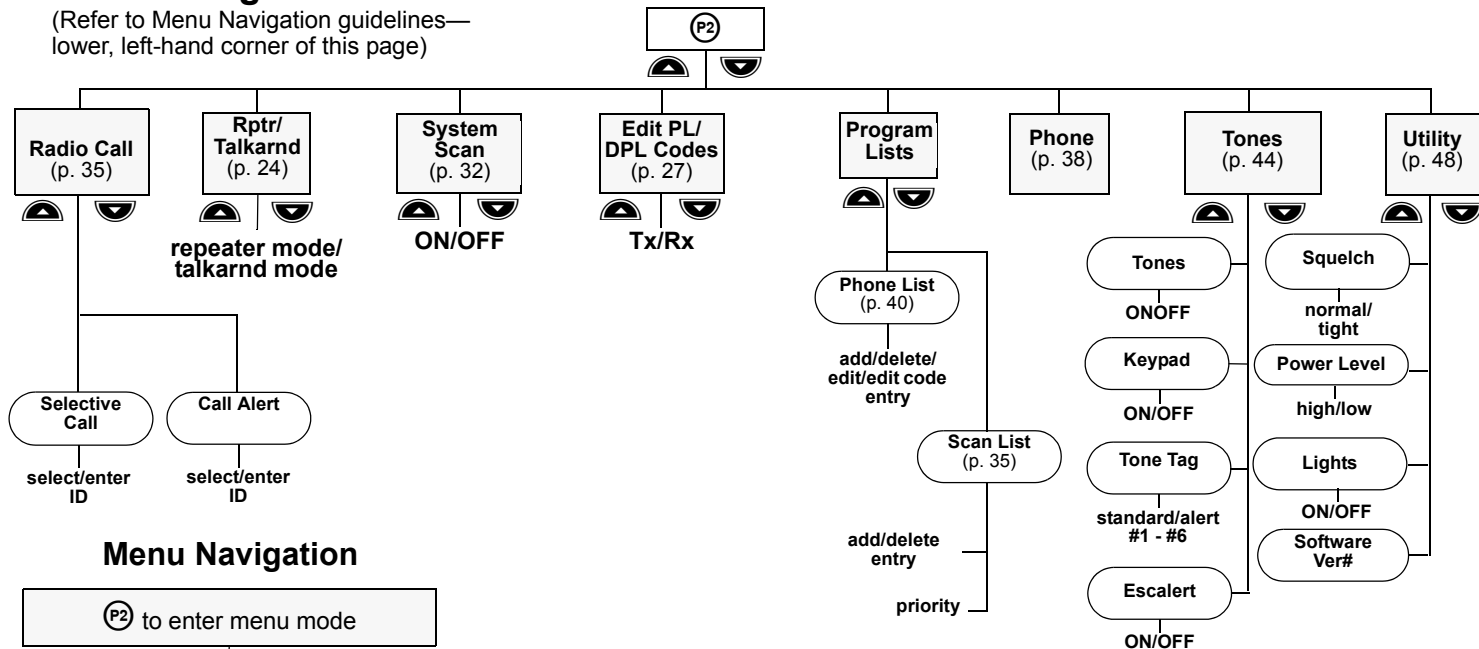 (Refer to Menu Navigation guidelines—
lower, left-hand corner of this page)
P2
Radio Call
(p. 35)
Rptr/
Talkarnd
(p. 24)
System
Scan
(p. 32)
Edit PL/
DPL Codes
(p. 27)
Program
Lists
Phone
(p. 38)
Tones
(p. 44)
Utility
(p. 48)
repeater mode/
talkarnd mode
ON/OFF
Tx/Rx
Selective
Call
select/enter
ID
Call Alert
select/enter
ID
Phone List
(p. 40)
add/delete/
edit/edit code
entry
Scan List
(p. 35)
add/delete
entry
priority
Tones
ONOFF
Keypad
ON/OFF
Tone Tag
standard/alert
#1 - #6
Escalert
ON/OFF
Squelch
normal/
tight
Power Level
high/low
Lights
ON/OFF
Software
Ver#
Menu Navigation
P2 to enter menu mode